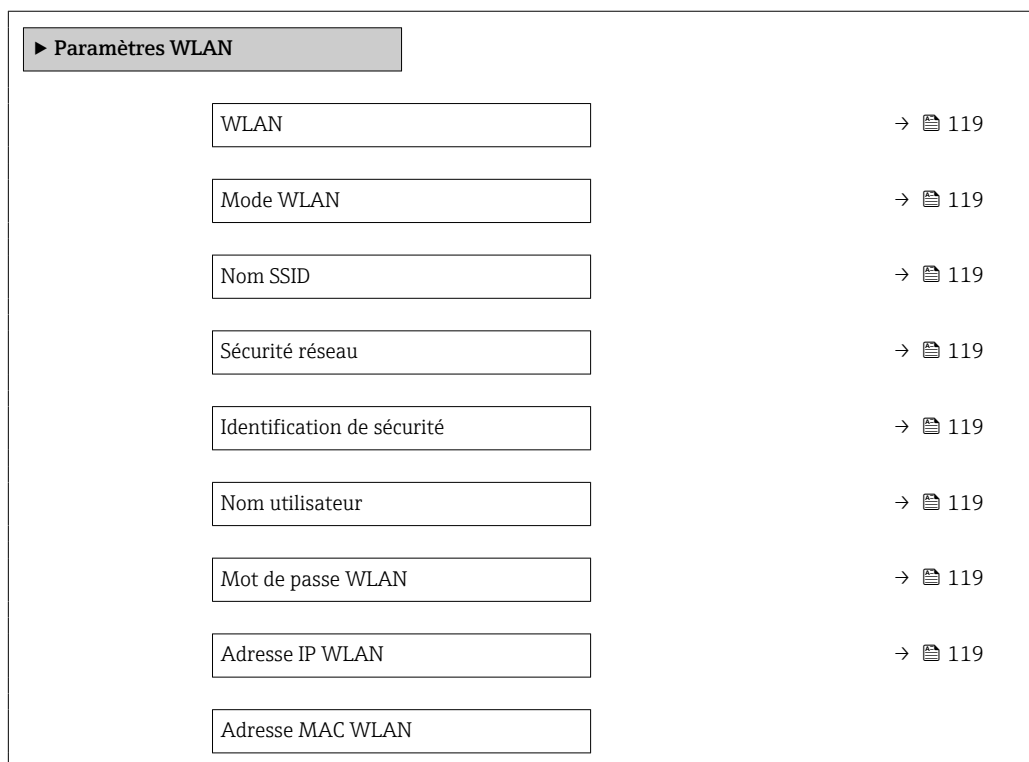 ▶ Paramètres WLAN
WLAN → 119
Mode WLAN → 119
Nom SSID → 119
Sécurité réseau → 119
Identification de sécurité → 119
Nom utilisateur → 119
Mot de passe WLAN → 119
Adresse IP WLAN → 119
Adresse MAC WLAN